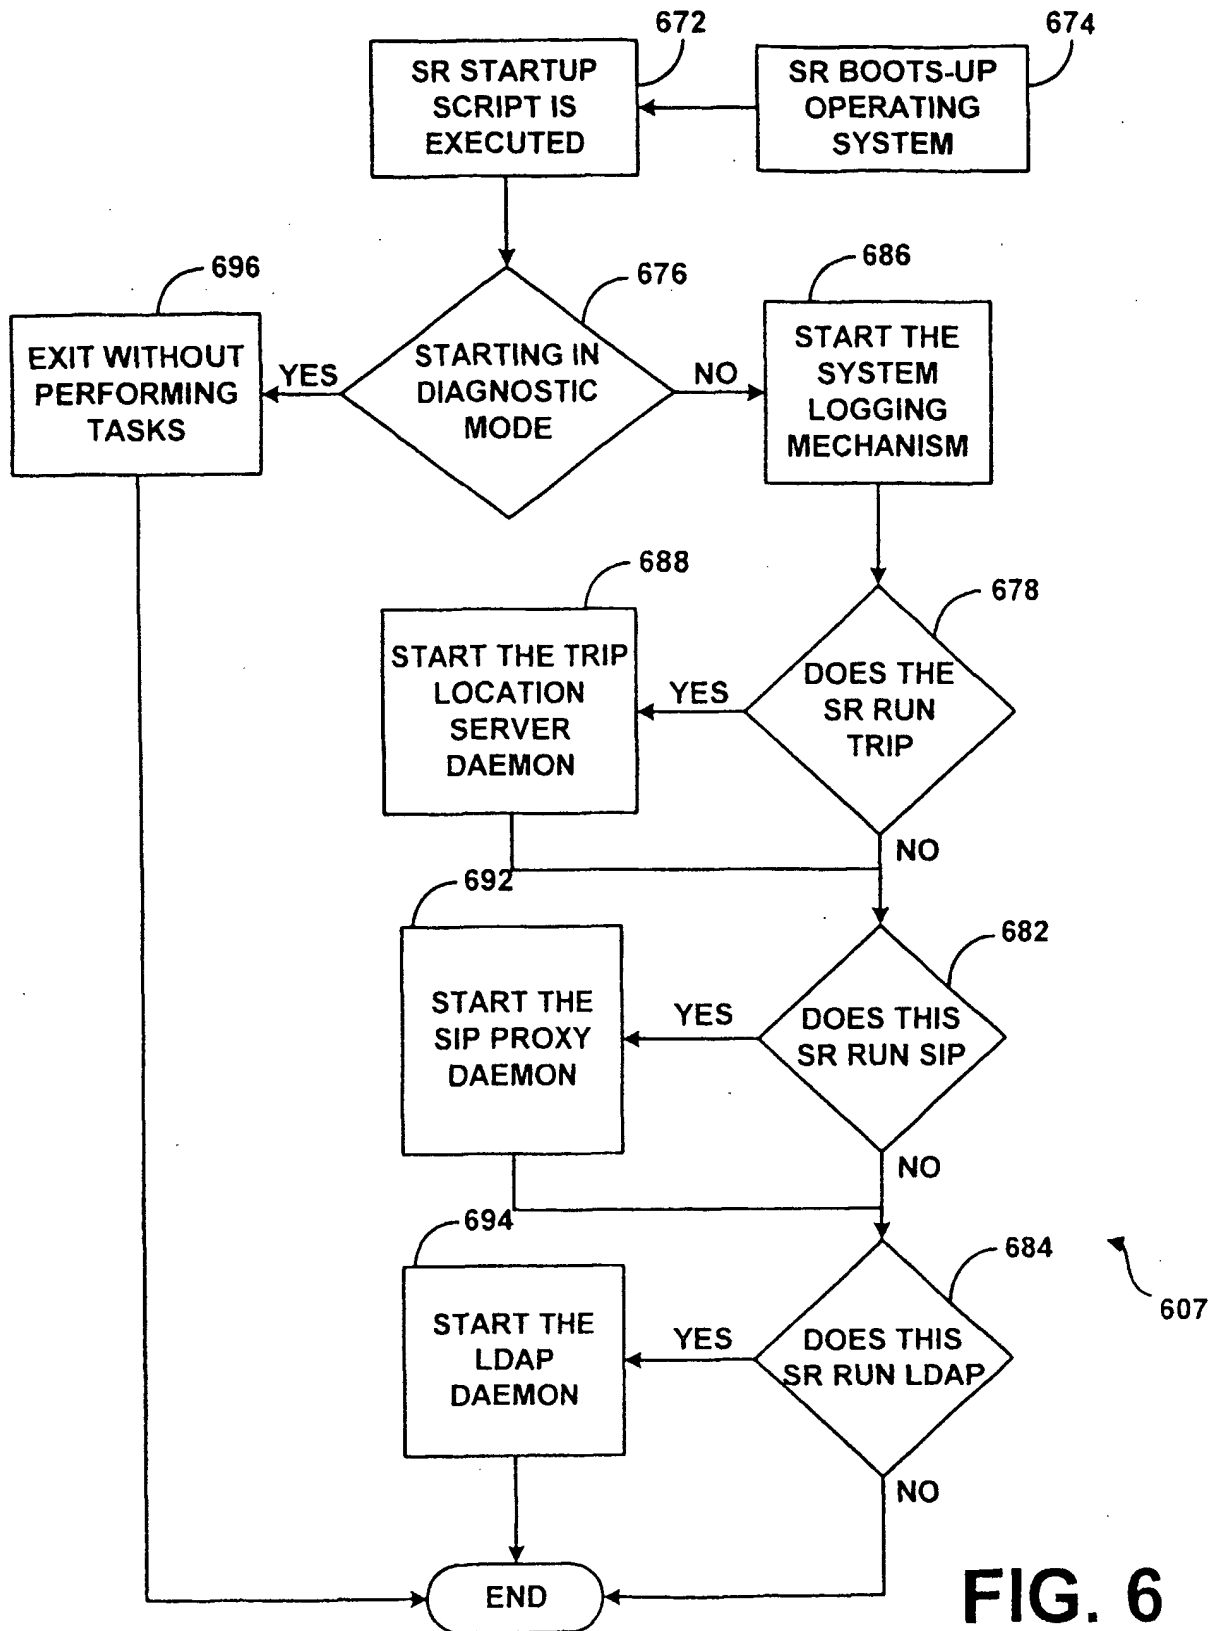 672
SR STARTUP
SCRIPT IS
EXECUTED
674
SR BOOTS-UP
OPERATING
SYSTEM
696
EXIT WITHOUT
PERFORMING
TASKS
YES
676
STARTING IN
DIAGNOSTIC
MODE
NO
686
START THE
SYSTEM
LOGGING
MECHANISM
688
START THE TRIP
LOCATION
SERVER
DAEMON
YES
678
DOES THE
SR RUN
TRIP
NO
692
START THE
SIP PROXY
DAEMON
YES
682
DOES THIS
SR RUN SIP
NO
694
START THE
LDAP
DAEMON
YES
684
DOES THIS
SR RUN LDAP
NO
607
END
FIG. 6